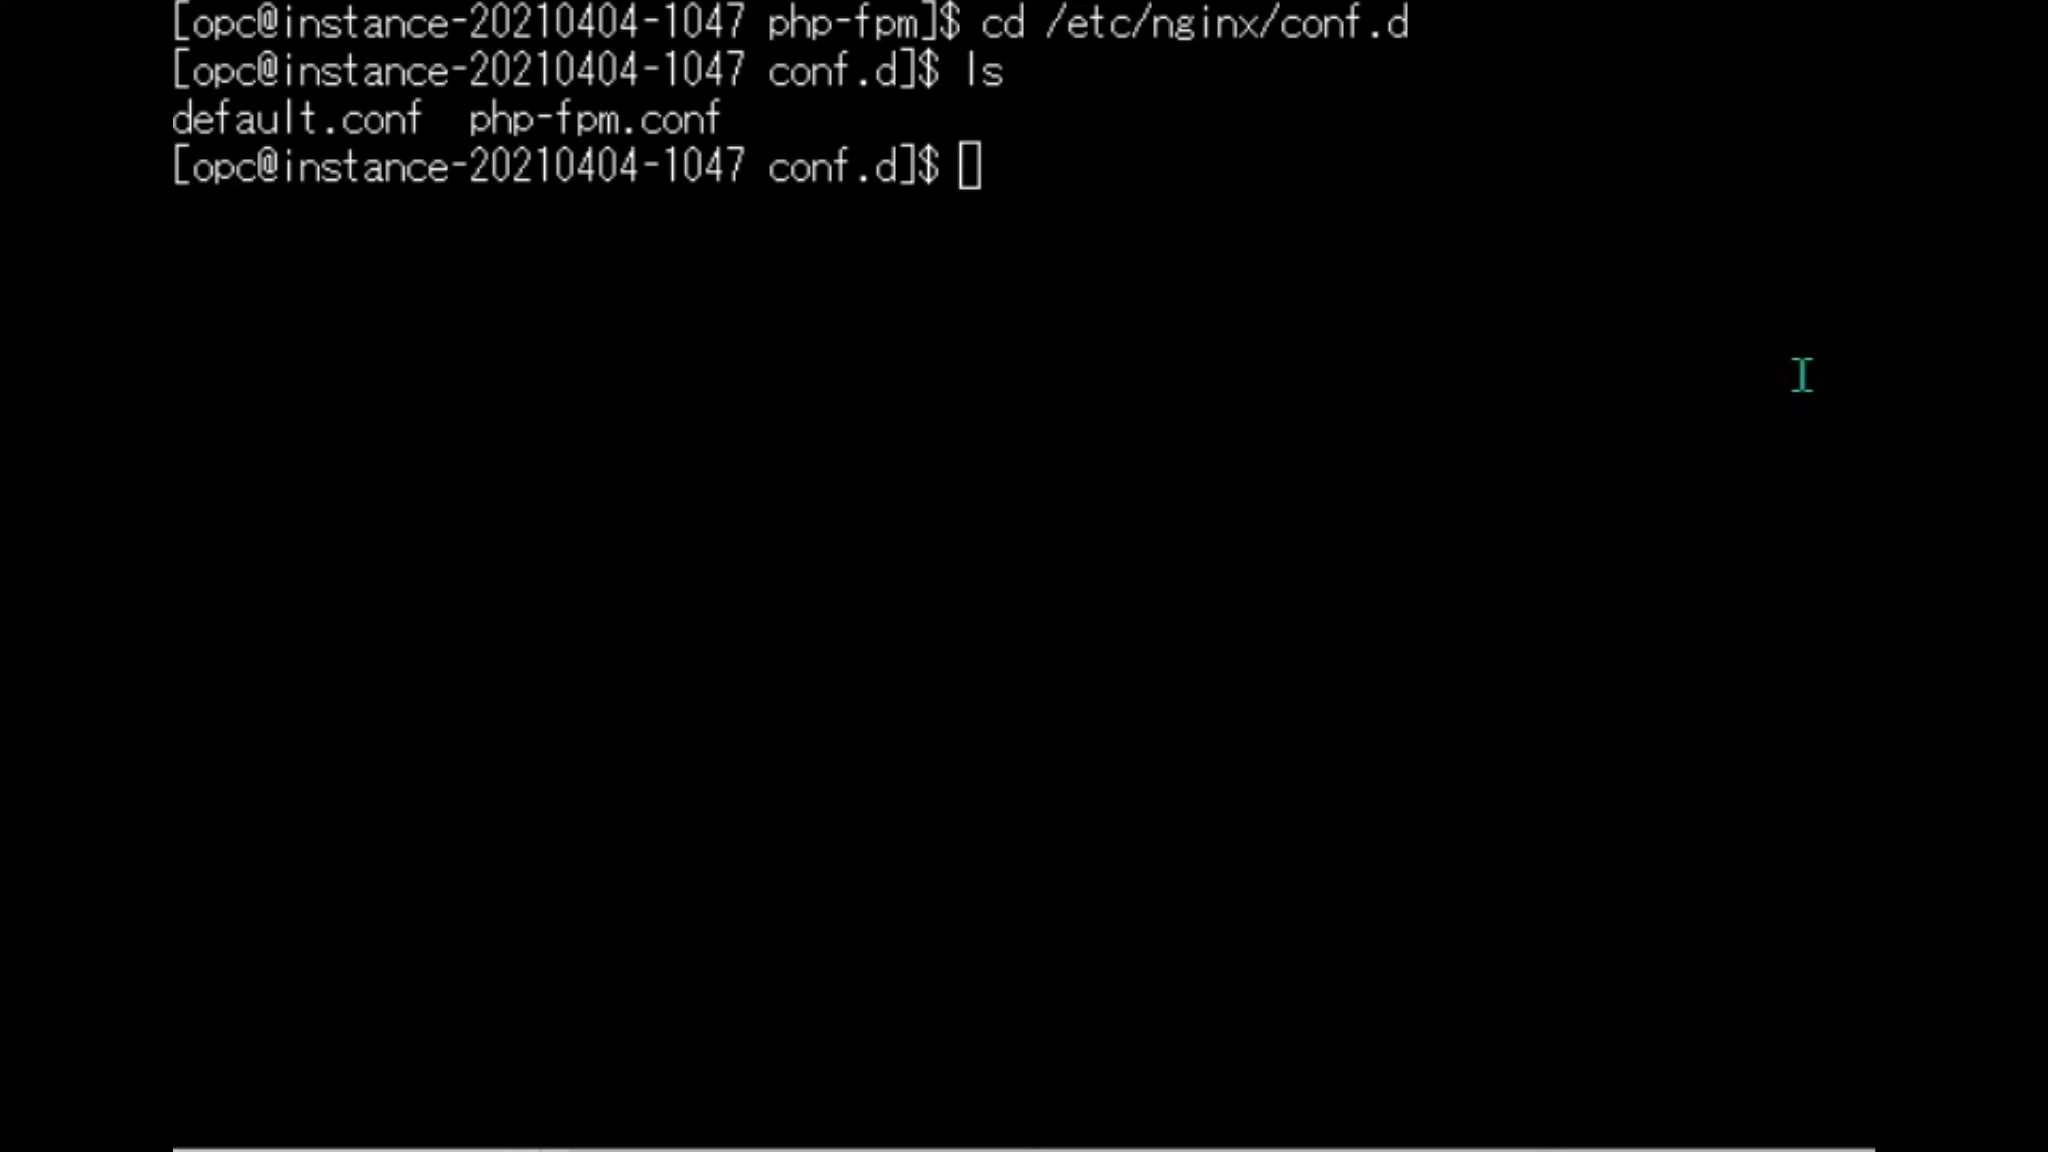 [opc@instance-20210404-1047 php-fpm]$ cd /etc/nginx/conf.d
[opc@instance-20210404-1047 conf.d]$ ls
default.conf  php-fpm.conf
[opc@instance-20210404-1047 conf.d]$